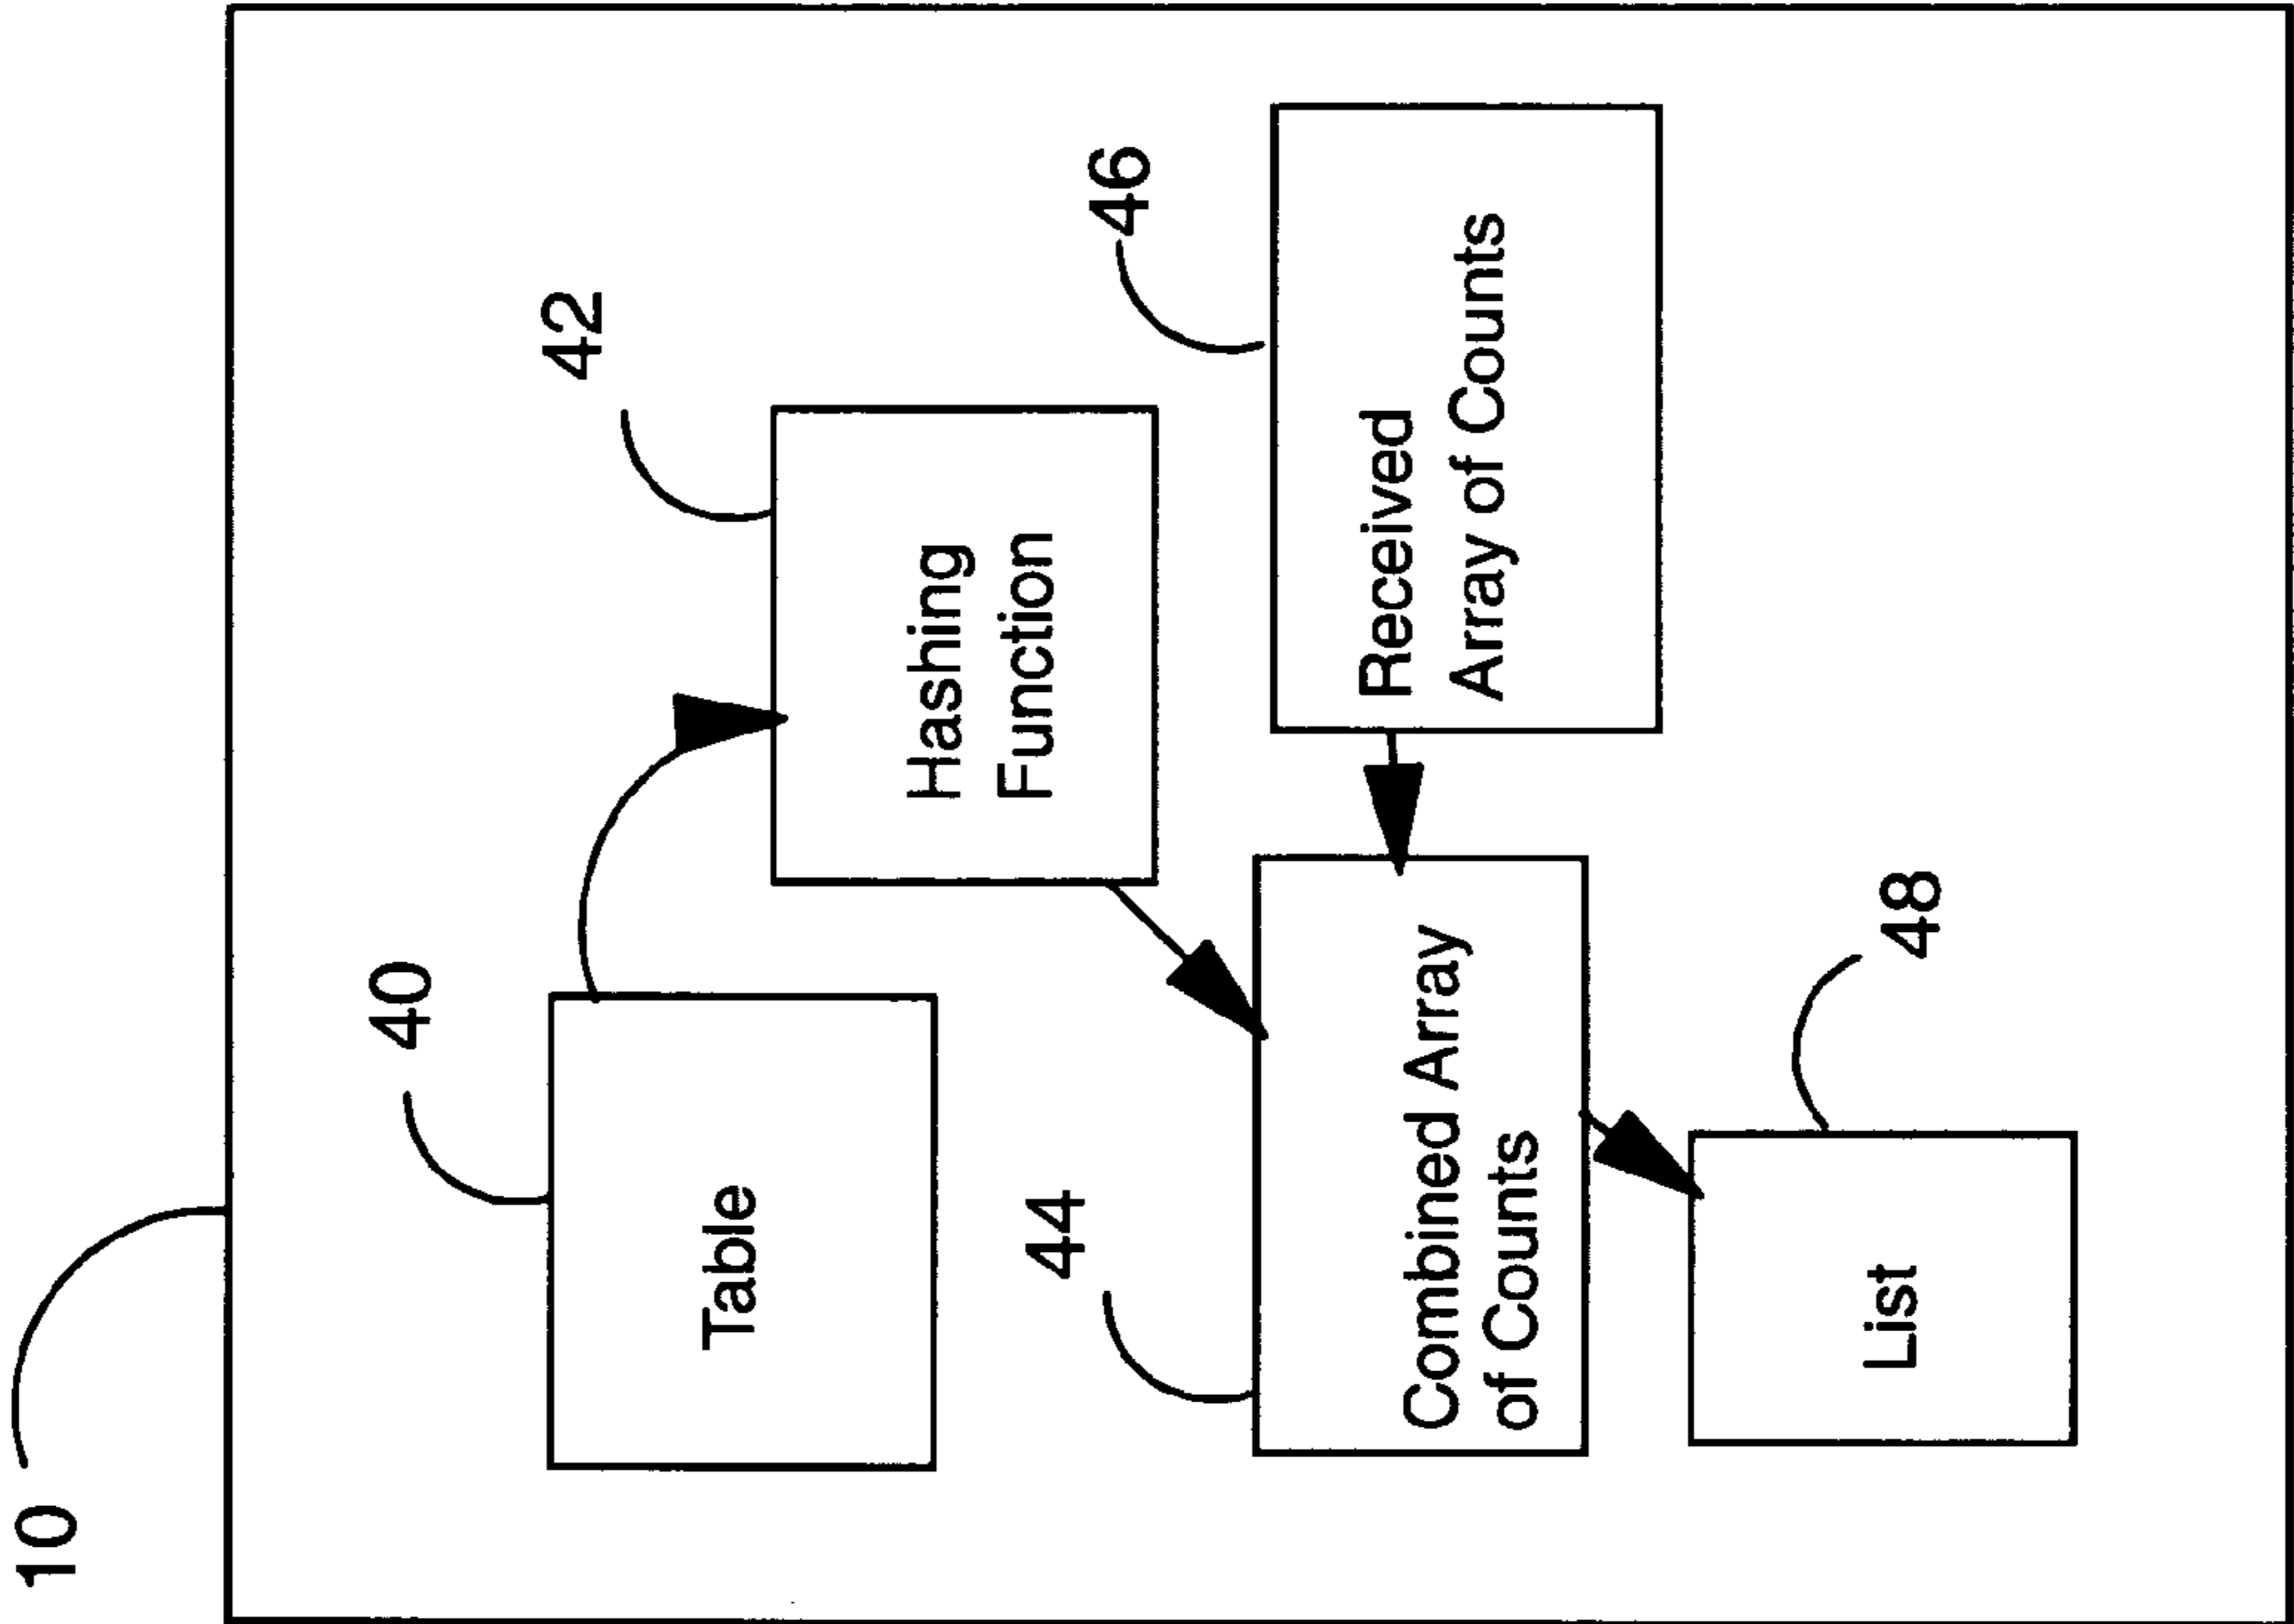 10
40
Table
42
Hashing
Function
44
Combined Array
of Counts
46
Received
Array of Counts
48
List